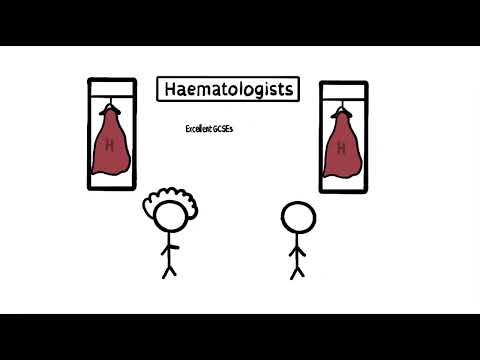 Haematologists
Excellent GCSEs
H
H